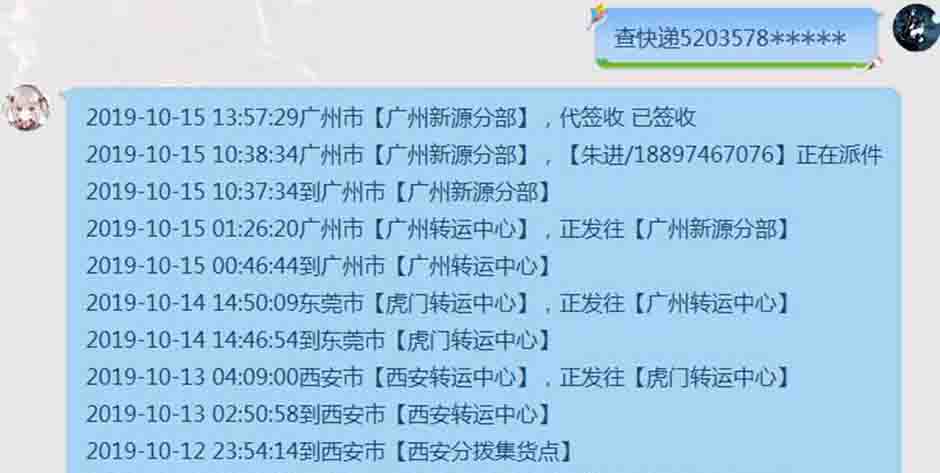 查快递5203578*****
2019-10-15 13:57:29广州市【广州新源分部】，代签收 已签收
2019-10-15 10:38:34广州市【广州新源分部】，【朱进/18897467076】正在派件
2019-10-15 10:37:34到广州市【广州新源分部】
2019-10-15 01:26:20广州市【广州转运中心】，正发往【广州新源分部】
2019-10-15 00:46:44到广州市【广州转运中心】
2019-10-14 14:50:09东莞市【虎门转运中心】，正发往【广州转运中心】
2019-10-14 14:46:54到东莞市【虎门转运中心】
2019-10-13 04:09:00西安市【西安转运中心】，正发往【虎门转运中心】
2019-10-13 02:50:58到西安市【西安转运中心】
2019-10-12 23:54:14到西安市【西安分拨集货点】